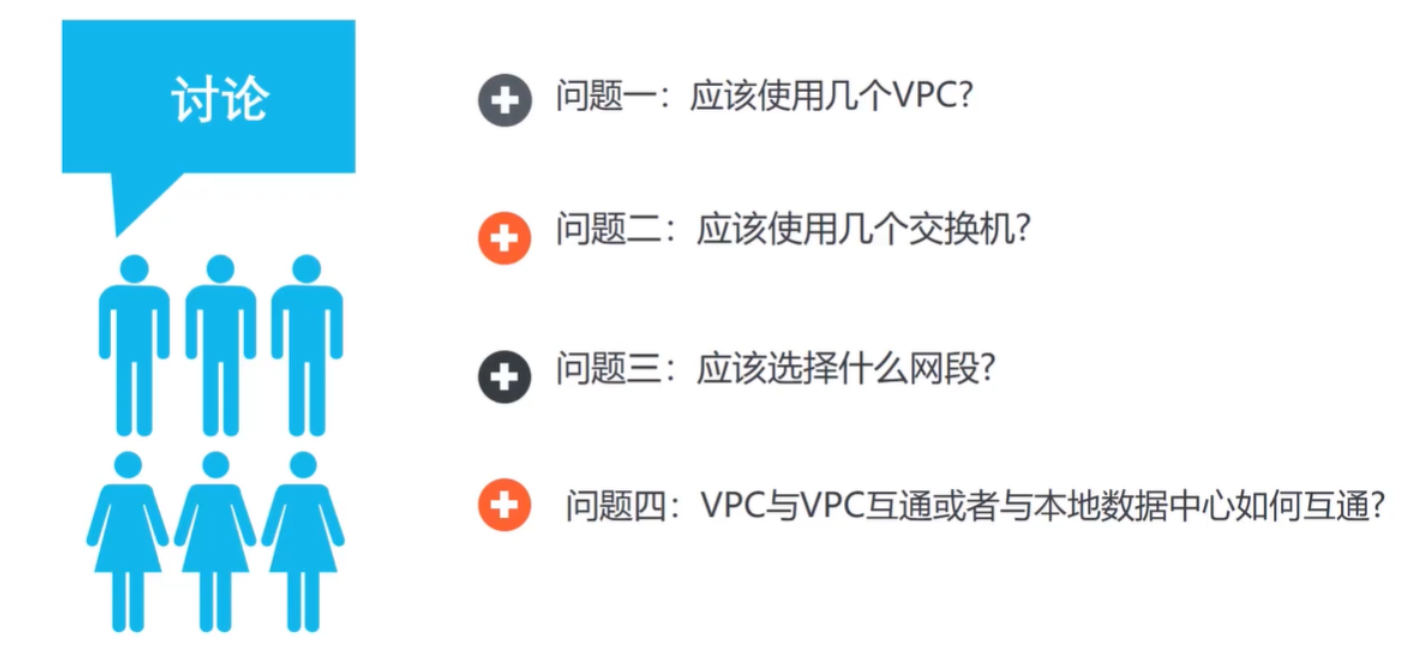 讨论
问题一：应该使用几个VPC?
问题二：应该使用几个交换机?
问题三：应该选择什么网段?
问题四：VPC与VPC互通或者与本地数据中心如何互通?